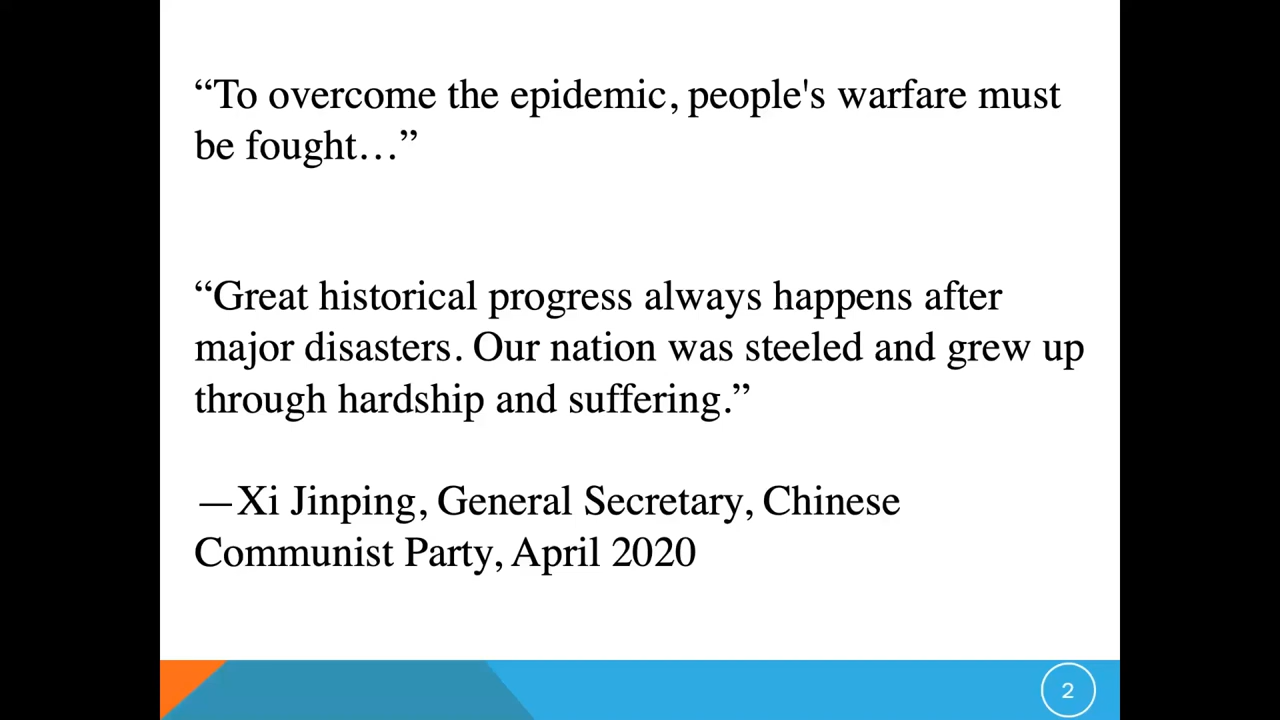 “To overcome the epidemic, people's warfare must
be fought…”
“Great historical progress always happens after
major disasters. Our nation was steeled and grew up
through hardship and suffering.”
—Xi Jinping, General Secretary, Chinese
Communist Party, April 2020
2